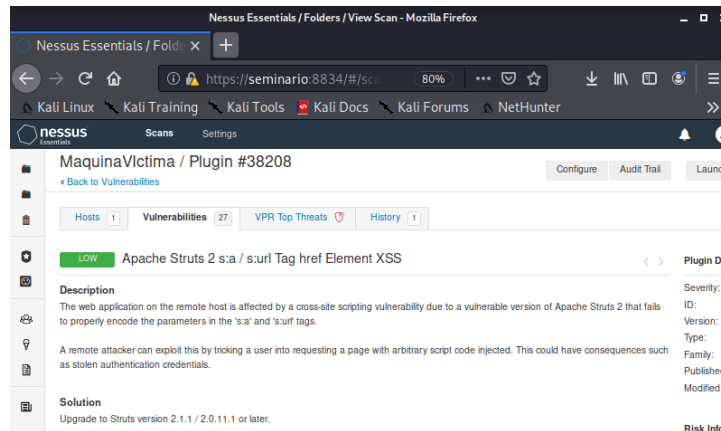 Nessus Essentials / Folders / View Scan - Mozilla Firefox
Nessus Essentials / Folde
https://seminario:8834/#/sca
80%
Kali Linux Kali Training Kali Tools Kali Docs Kali Forums NetHunter
nessus Scans Settings
Essentials
MaquinaVIctima / Plugin #38208
Configure Audit Trail Launc
‹ Back to Vulnerabilities
Hosts 1 Vulnerabilities 27 VPR Top Threats History 1
LOW Apache Struts 2 s:a / s:url Tag href Element XSS
Plugin D
Description
Severity:
The web application on the remote host is affected by a cross-site scripting vulnerability due to a vulnerable version of Apache Struts 2 that fails
ID:
to properly encode the parameters in the 's:a' and 's:url' tags.
Version:
Type:
A remote attacker can exploit this by tricking a user into requesting a page with arbitrary script code injected. This could have consequences such
Family:
as stolen authentication credentials.
Published
Modified
Solution
Upgrade to Struts version 2.1.1 / 2.0.11.1 or later.
Risk Info